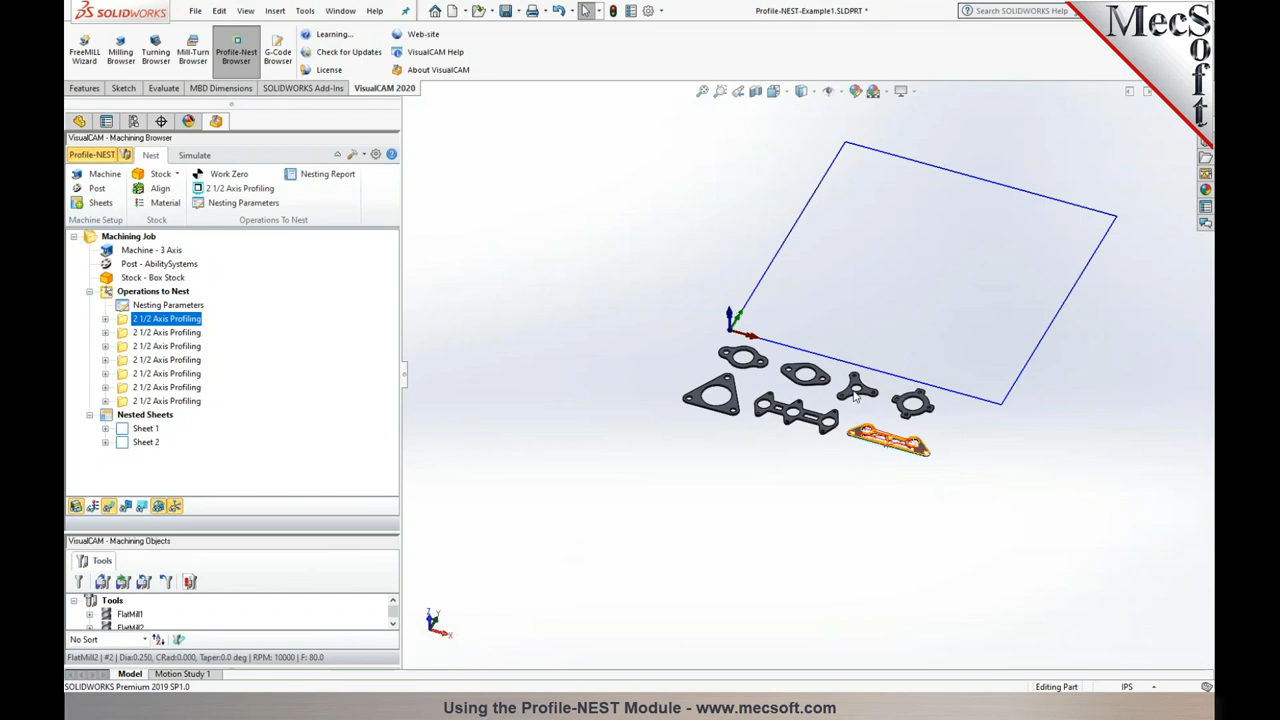 SOLIDWORKS File Edit View Insert Tools Window Help Profile-NEST-Example1.SLDPRT * Search SOLIDWORKS Help
MecSoft
FreeMILL Wizard
Milling Browser
Turning Browser
Mill-Turn Browser
Profile-Nest Browser
G-Code Browser
Learning... Web-site
Check for Updates VisualCAM Help
License About VisualCAM
Features Sketch Evaluate MBD Dimensions SOLIDWORKS Add-Ins VisualCAM 2020
VisualCAM - Machining Browser
Profile-NEST Nest Simulate
Machine Stock Work Zero Nesting Report
Post Align 2 1/2 Axis Profiling
Sheets Material Nesting Parameters
Machine Setup Stock Operations To Nest
Machining Job
Machine - 3 Axis
Post - AbilitySystems
Stock - Box Stock
Operations to Nest
Nesting Parameters
2 1/2 Axis Profiling
2 1/2 Axis Profiling
2 1/2 Axis Profiling
2 1/2 Axis Profiling
2 1/2 Axis Profiling
2 1/2 Axis Profiling
2 1/2 Axis Profiling
Nested Sheets
Sheet 1
Sheet 2
VisualCAM - Machining Objects
Tools
Tools
FlatMill1
FlatMill2
No Sort
FlatMill2 | #2 | Dia:0.250, CRad:0.000, Taper:0.0 deg | RPM: 10000 | F: 80.0
Z
Y
X
Model Motion Study 1
SOLIDWORKS Premium 2019 SP1.0 Editing Part IPS
Using the Profile-NEST Module - www.mecsoft.com